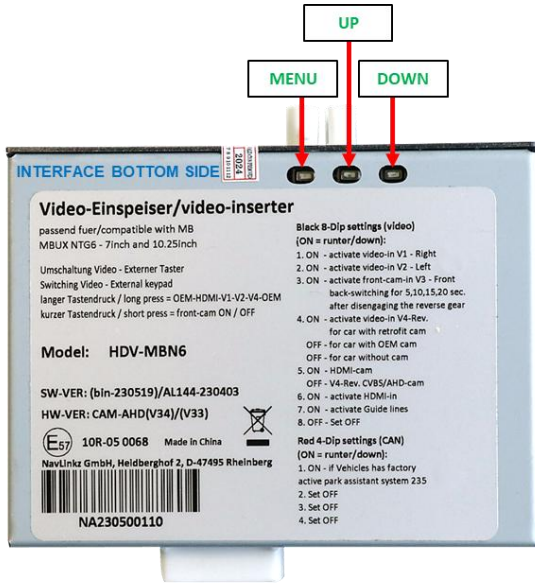 UP
MENU
DOWN
INTERFACE BOTTOM SIDE
2024
Video-Einspeiser/video-inserter
passend fuer/compatible with MB
MBUX NTG6 - 7inch and 10.25inch
Umschaltung Video - Externer Taster
Switching Video - External keypad
langer Tastendruck / long press = OEM-HDMI-V1-V2-V4-OEM
kurzer Tastendruck / short press = front-cam ON / OFF
Model: HDV-MBN6
SW-VER: (bin-230519)/AL144-230403
HW-VER: CAM-AHD(V34)/(V33)
E57 10R-05 0068 Made in China
NavLinkz GmbH, Heidberghof 2, D-47495 Rheinberg
NA230500110
Black 8-Dip settings (video)
(ON = runter/down):
1. ON - activate video-in V1 - Right
2. ON - activate video-in V2 - Left
3. ON - activate front-cam-in V3 - Front
back-switching for 5,10,15,20 sec.
after disengaging the reverse gear
4. ON - activate video-in V4-Rev.
for car with retrofit cam
OFF - for car with OEM cam
OFF - for car without cam
5. ON - HDMI-cam
OFF - V4-Rev. CVBS/AHD-cam
6. ON - activate HDMI-in
7. ON - activate Guide lines
8. OFF - Set OFF
Red 4-Dip settings (CAN)
(ON = runter/down):
1. ON - if Vehicles has factory
active park assistant system 235
2. Set OFF
3. Set OFF
4. Set OFF